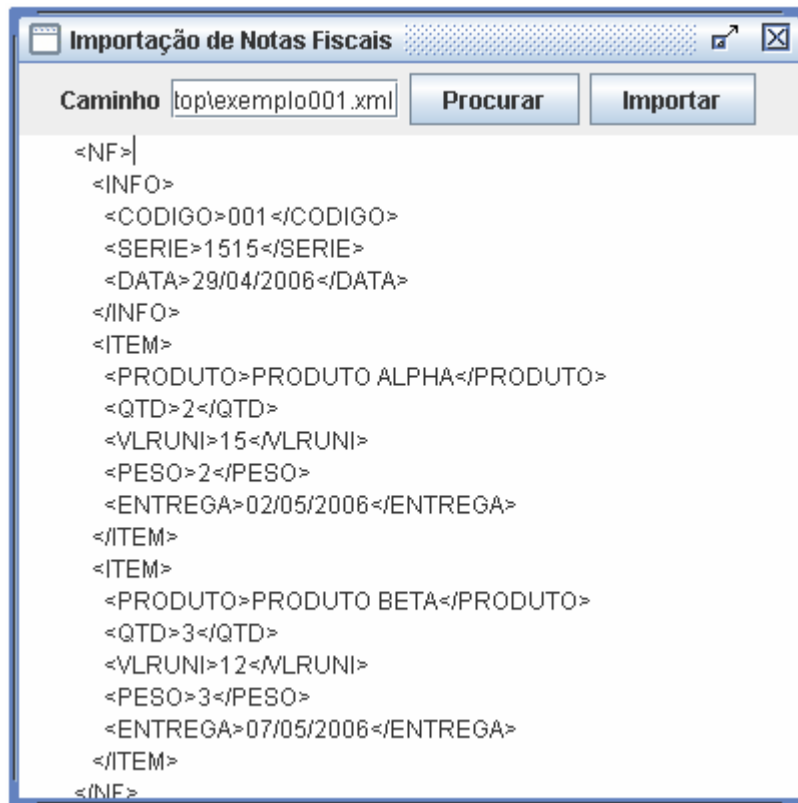 Importação de Notas Fiscais
Caminho top\exemplo001.xml Procurar Importar
<NF>
<INFO>
<CODIGO>001</CODIGO>
<SERIE>1515</SERIE>
<DATA>29/04/2006</DATA>
</INFO>
<ITEM>
<PRODUTO>PRODUTO ALPHA</PRODUTO>
<QTD>2</QTD>
<VLRUNI>15</VLRUNI>
<PESO>2</PESO>
<ENTREGA>02/05/2006</ENTREGA>
</ITEM>
<ITEM>
<PRODUTO>PRODUTO BETA</PRODUTO>
<QTD>3</QTD>
<VLRUNI>12</VLRUNI>
<PESO>3</PESO>
<ENTREGA>07/05/2006</ENTREGA>
</ITEM>
</NF>